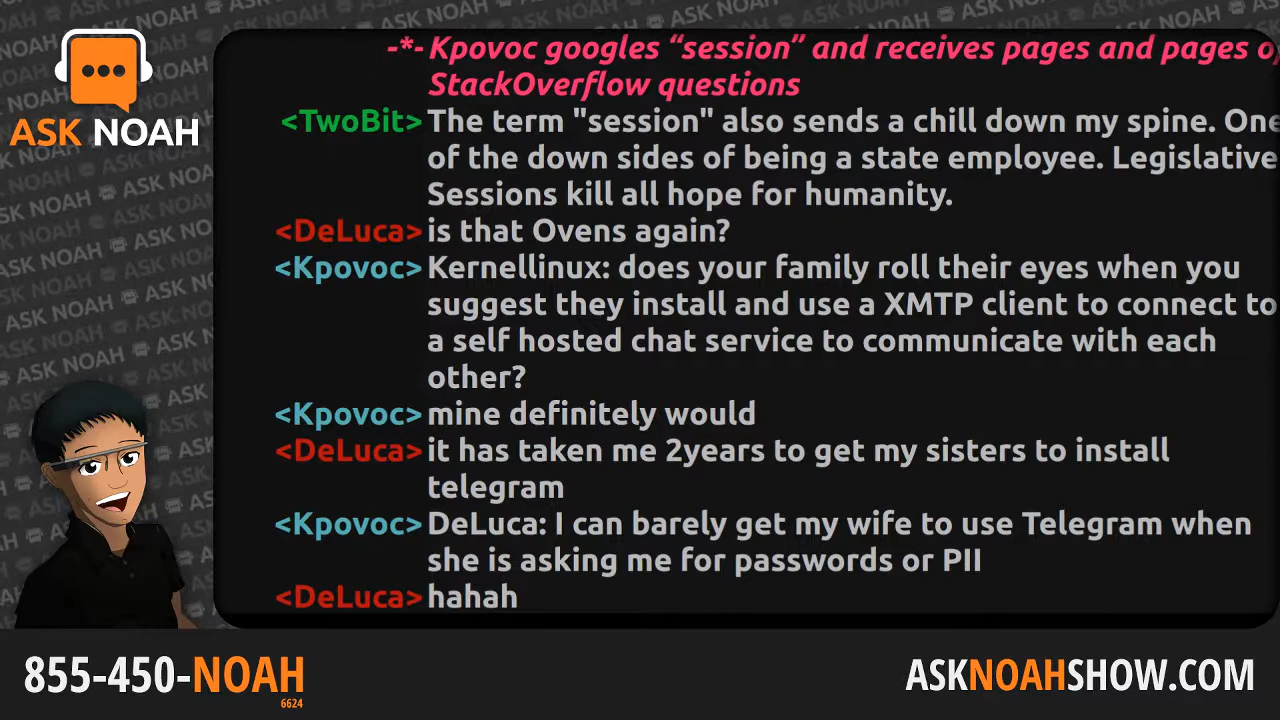 ASK NOAH
-*- Kpovoc googles “session” and receives pages and pages o
StackOverflow questions
<TwoBit> The term "session" also sends a chill down my spine. One
of the down sides of being a state employee. Legislative
Sessions kill all hope for humanity.
<DeLuca> is that Ovens again?
<Kpovoc> Kernellinux: does your family roll their eyes when you
suggest they install and use a XMTP client to connect to
a self hosted chat service to communicate with each
other?
<Kpovoc> mine definitely would
<DeLuca> it has taken me 2years to get my sisters to install
telegram
<Kpovoc> DeLuca: I can barely get my wife to use Telegram when
she is asking me for passwords or PII
<DeLuca> hahah
855-450-NOAH
6624
ASKNOAHSHOW.COM